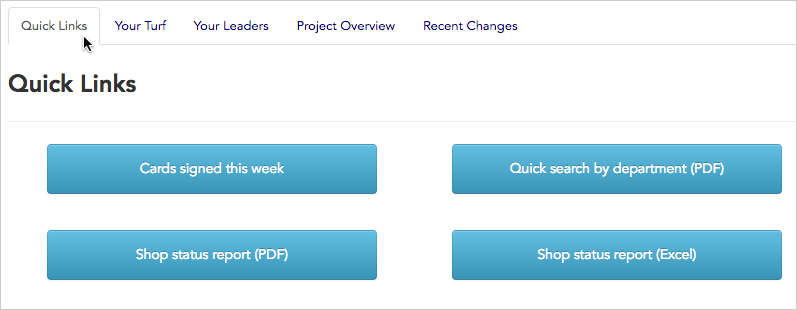 Quick Links Your Turf Your Leaders Project Overview Recent Changes
Quick Links
Cards signed this week Quick search by department (PDF)
Shop status report (PDF) Shop status report (Excel)